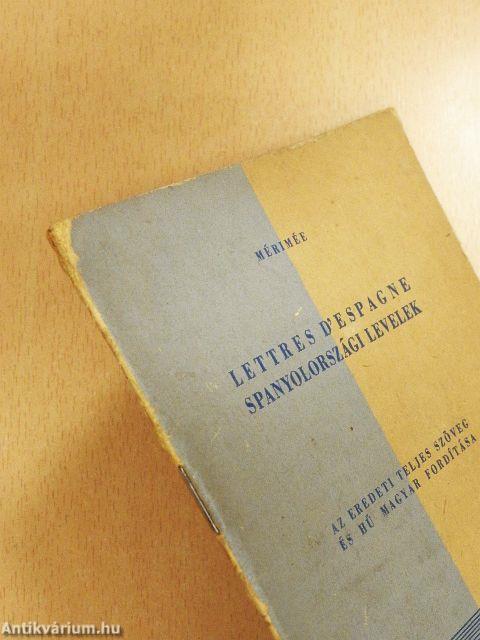 MÉRIMÉE
LETTRES D'ESPAGNE
SPANYOLORSZÁGI LEVELEK
AZ EREDETI TELJES SZÖVEG
ÉS HŰ MAGYAR FORDÍTÁSA
Antikvárium.hu